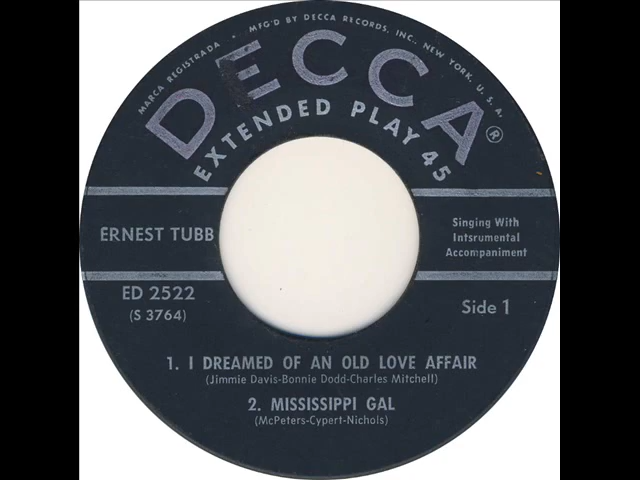 MARCA REGISTRADA • MFG'D BY DECCA RECORDS, INC., NEW YORK, U.S.A.
DECCA®
EXTENDED PLAY 45
ERNEST TUBB
Singing With
Intsrumental
Accompaniment
ED 2522
(S 3764)
Side 1
1. I DREAMED OF AN OLD LOVE AFFAIR
(Jimmie Davis-Bonnie Dodd-Charles Mitchell)
2. MISSISSIPPI GAL
(McPeters-Cypert-Nichols)